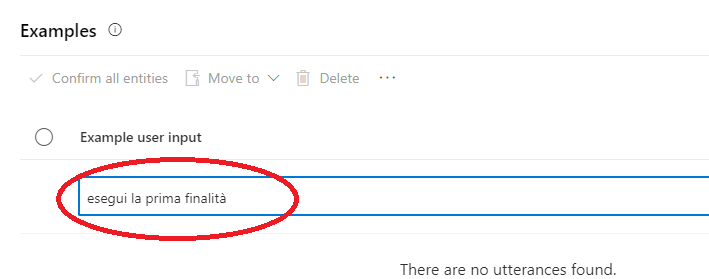 Examples
Confirm all entities Move to Delete ...
Example user input
esegui la prima finalità
There are no utterances found.